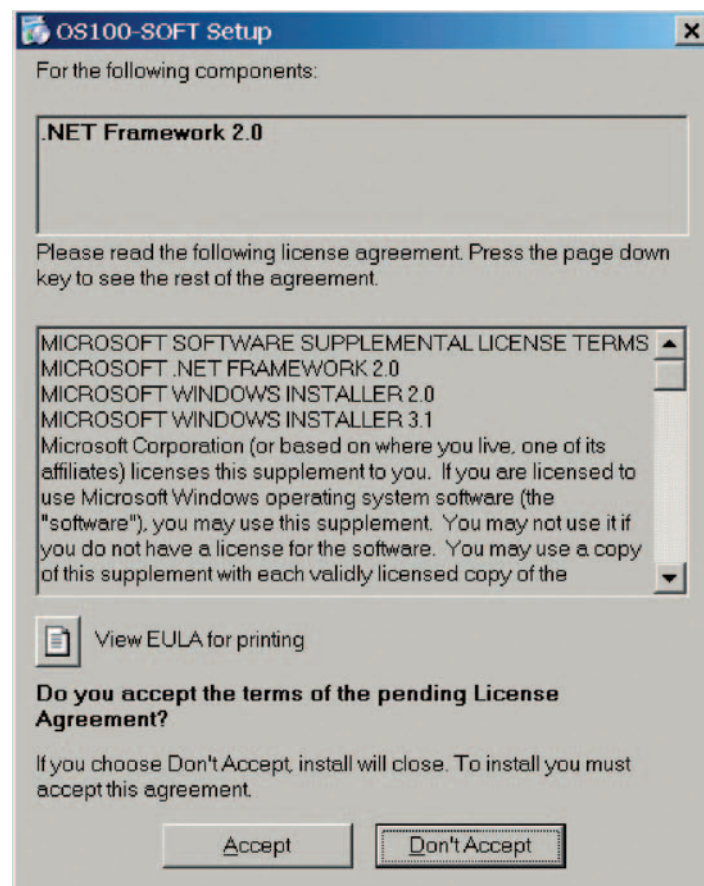 OS100-SOFT Setup
For the following components:
.NET Framework 2.0
Please read the following license agreement. Press the page down
key to see the rest of the agreement.
MICROSOFT SOFTWARE SUPPLEMENTAL LICENSE TERMS
MICROSOFT .NET FRAMEWORK 2.0
MICROSOFT WINDOWS INSTALLER 2.0
MICROSOFT WINDOWS INSTALLER 3.1
Microsoft Corporation (or based on where you live, one of its
affiliates) licenses this supplement to you. If you are licensed to
use Microsoft Windows operating system software (the
"software"), you may use this supplement. You may not use it if
you do not have a license for the software. You may use a copy
of this supplement with each validly licensed copy of the
View EULA for printing
Do you accept the terms of the pending License
Agreement?
If you choose Don't Accept, install will close. To install you must
accept this agreement.
Accept
Don't Accept